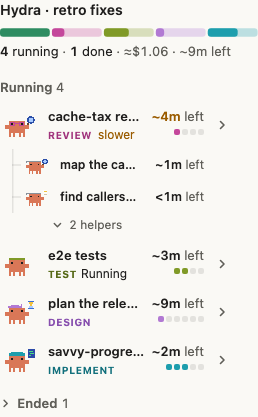 Hydra · retro fixes
4 running · 1 done · ≈$1.06 · ~9m left
Running 4
cache-tax re... ~4m left
REVIEW slower
map the ca... ~1m left
find callers... <1m left
2 helpers
e2e tests ~3m left
TEST Running
plan the rele... ~9m left
DESIGN
savvy-progre... ~2m left
IMPLEMENT
Ended 1